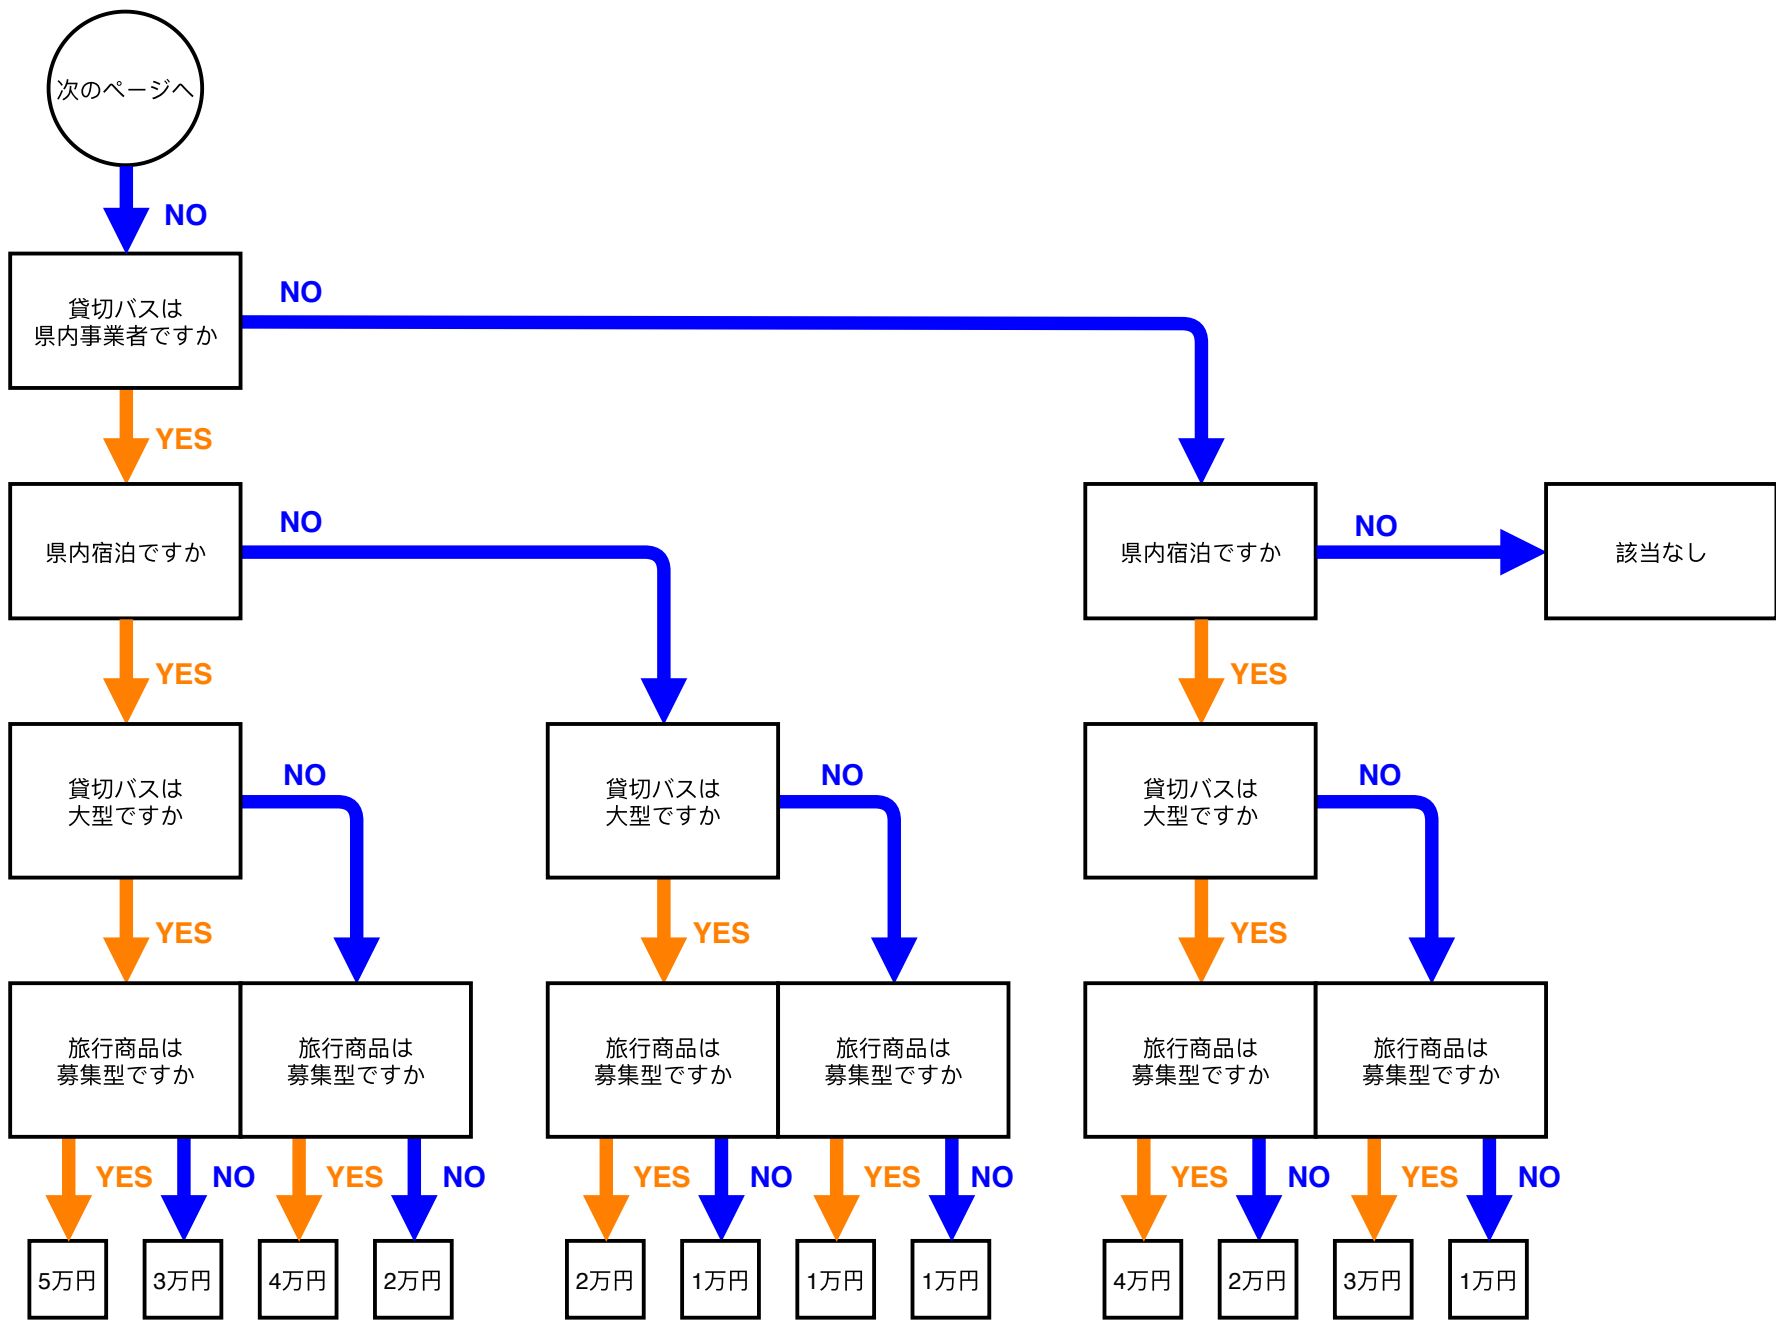 次のページへ
NO
貸切バスは
県内事業者ですか
NO
YES
県内宿泊ですか
NO
県内宿泊ですか
NO
該当なし
YES
YES
貸切バスは
大型ですか
NO
貸切バスは
大型ですか
NO
貸切バスは
大型ですか
NO
YES
YES
YES
旅行商品は
募集型ですか
旅行商品は
募集型ですか
旅行商品は
募集型ですか
旅行商品は
募集型ですか
旅行商品は
募集型ですか
旅行商品は
募集型ですか
YES
NO
YES
NO
YES
NO
YES
NO
YES
NO
YES
NO
5万円
3万円
4万円
2万円
2万円
1万円
1万円
1万円
4万円
2万円
3万円
1万円